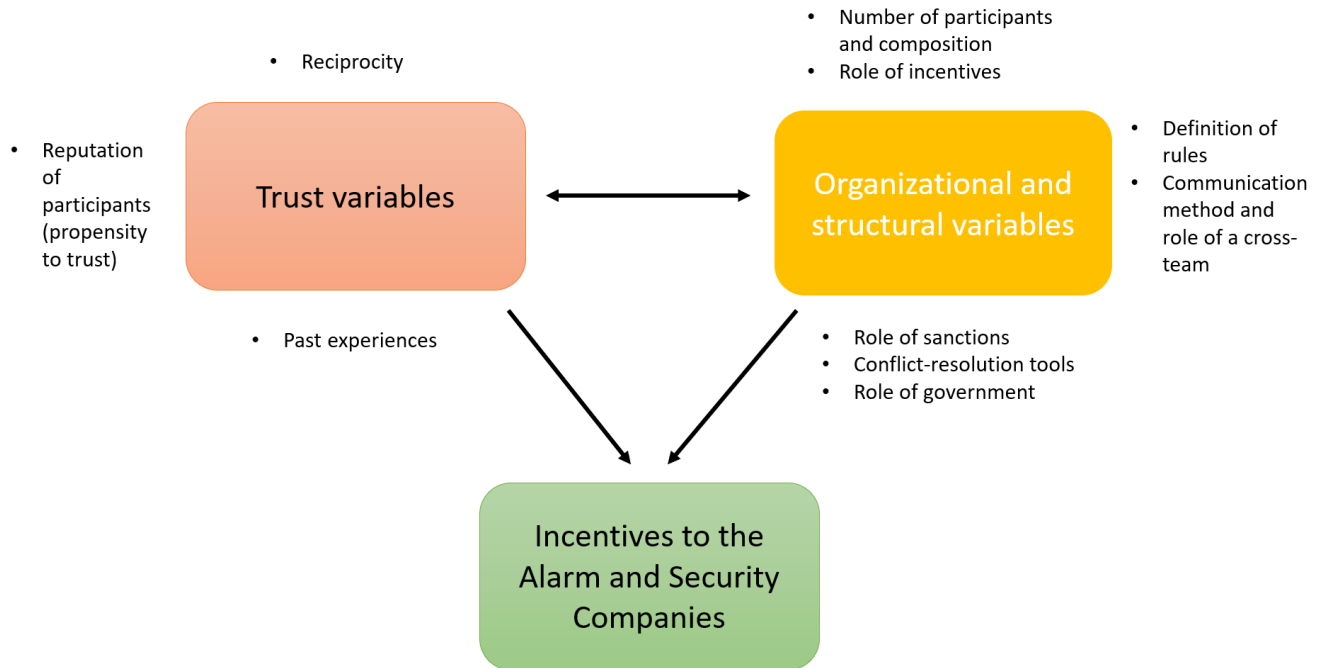 • Number of participants
and composition
• Role of incentives
• Reciprocity
• Reputation
of
participants
(propensity
to trust)
Trust variables
Organizational and
structural variables
• Definition of
rules
• Communication
method and
role of a cross-
team
• Past experiences
• Role of sanctions
• Conflict-resolution tools
• Role of government
Incentives to the
Alarm and Security
Companies